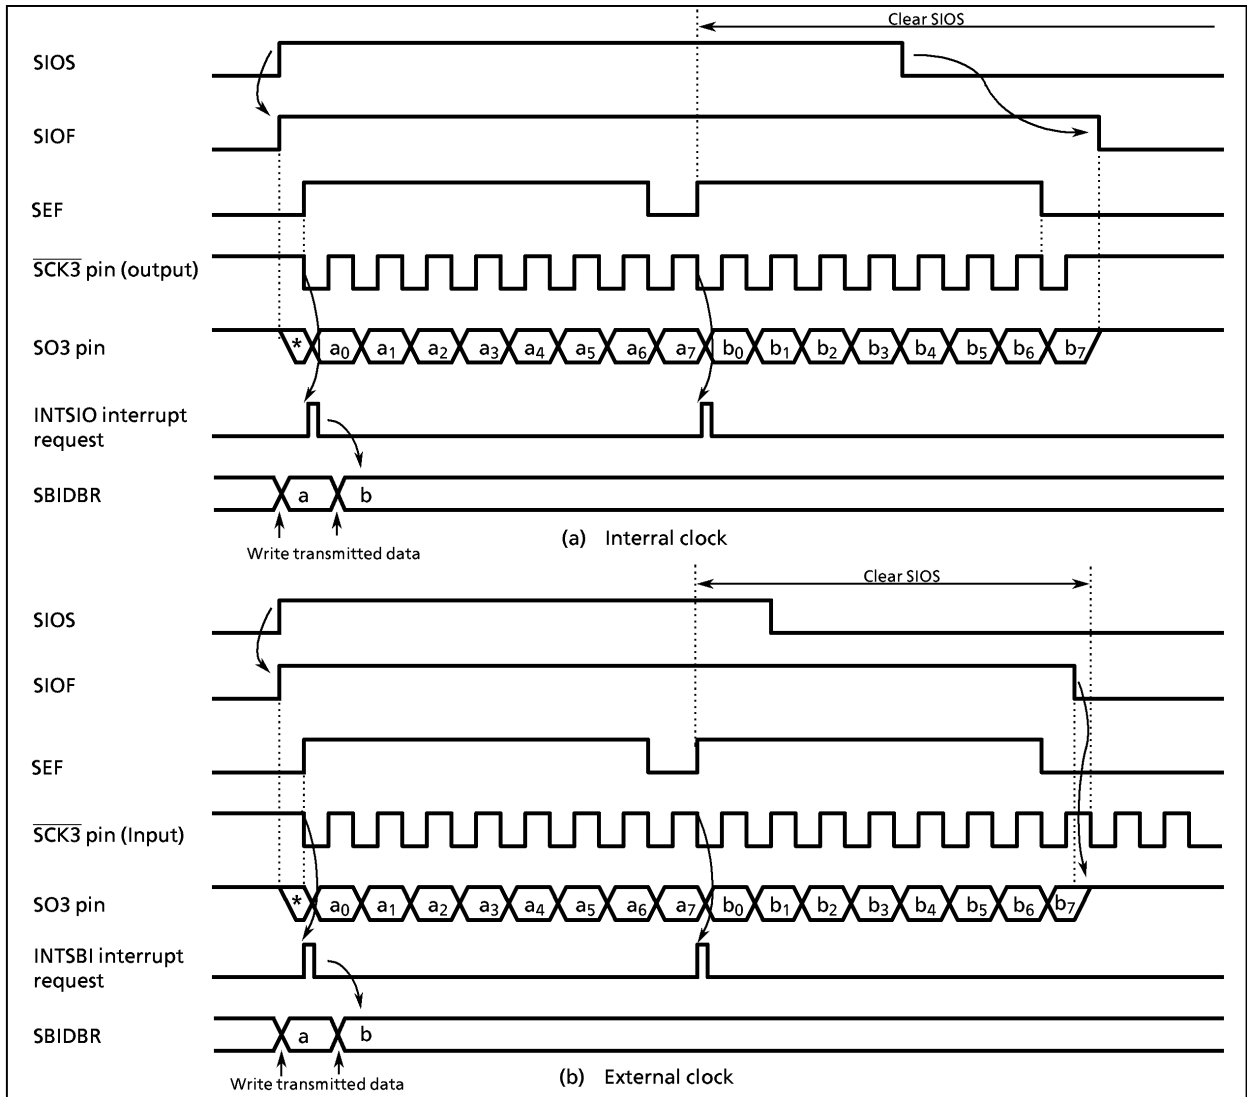 Clear SIOS
SIOS
SIOF
SEF
SCK3 pin (output)
SO3 pin * a0 a1 a2 a3 a4 a5 a6 a7 b0 b1 b2 b3 b4 b5 b6 b7
INTSIO interrupt
request
SBIDBR a b
Write transmitted data
(a) Interral clock
Clear SIOS
SIOS
SIOF
SEF
SCK3 pin (Input)
SO3 pin * a0 a1 a2 a3 a4 a5 a6 a7 b0 b1 b2 b3 b4 b5 b6 b7
INTSBI interrupt
request
SBIDBR a b
Write transmitted data
(b) External clock